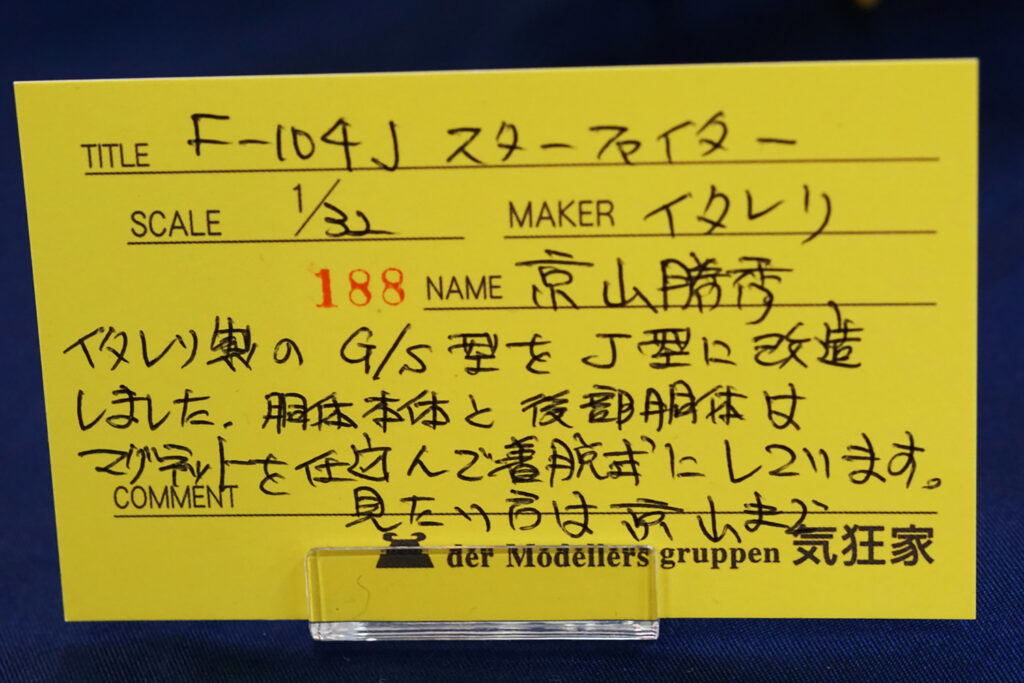 TITLE F-104J スターファイター
SCALE 1/32 MAKER イタレリ
188 NAME 京山勝秀
イタレリ製の G/S型を J型に改造
しました. 胴体本体と後部胴体は
マグネットを仕込んで着脱式にしています。
COMMENT 見たい方は京山まで
der Modellers gruppen 気狂家